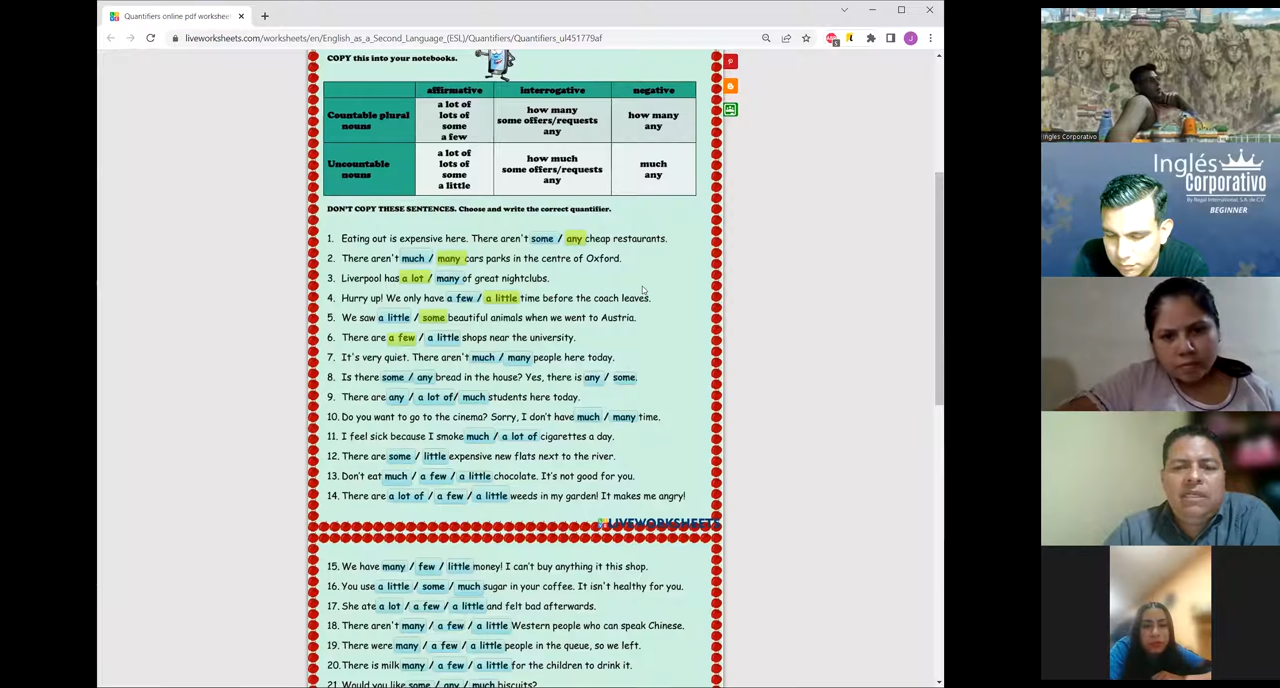 Quantifiers online pdf workshee
liveworksheets.com/worksheets/en/English_as_a_Second_Language_(ESL)/Quantifiers/Quantifiers_ul451779af
COPY this into your notebooks.
affirmative interrogative negative
Countable plural nouns
a lot of
lots of
some
a few
how many
some offers/requests
any
how many
any
Uncountable nouns
a lot of
lots of
some
a little
how much
some offers/requests
any
much
any
DON'T COPY THESE SENTENCES. Choose and write the correct quantifier.
1. Eating out is expensive here. There aren't some / any cheap restaurants.
2. There aren't much / many cars parks in the centre of Oxford.
3. Liverpool has a lot / many of great nightclubs.
4. Hurry up! We only have a few / a little time before the coach leaves.
5. We saw a little / some beautiful animals when we went to Austria.
6. There are a few / a little shops near the university.
7. It's very quiet. There aren't much / many people here today.
8. Is there some / any bread in the house? Yes, there is any / some.
9. There are any / a lot of/ much students here today.
10. Do you want to go to the cinema? Sorry, I don't have much / many time.
11. I feel sick because I smoke much / a lot of cigarettes a day.
12. There are some / little expensive new flats next to the river.
13. Don't eat much / a few / a little chocolate. It's not good for you.
14. There are a lot of / a few / a little weeds in my garden! It makes me angry!
LIVEWORKSHEETS
15. We have many / few / little money! I can't buy anything it this shop.
16. You use a little / some / much sugar in your coffee. It isn't healthy for you.
17. She ate a lot / a few / a little and felt bad afterwards.
18. There aren't many / a few / a little Western people who can speak Chinese.
19. There were many / a few / a little people in the queue, so we left.
20. There is milk many / a few / a little for the children to drink it.
21. Would you like some / any / much biscuits?
Ingles Corporativo
Inglés
Corporativo
By Regal International, S.A. de C.V.
BEGINNER